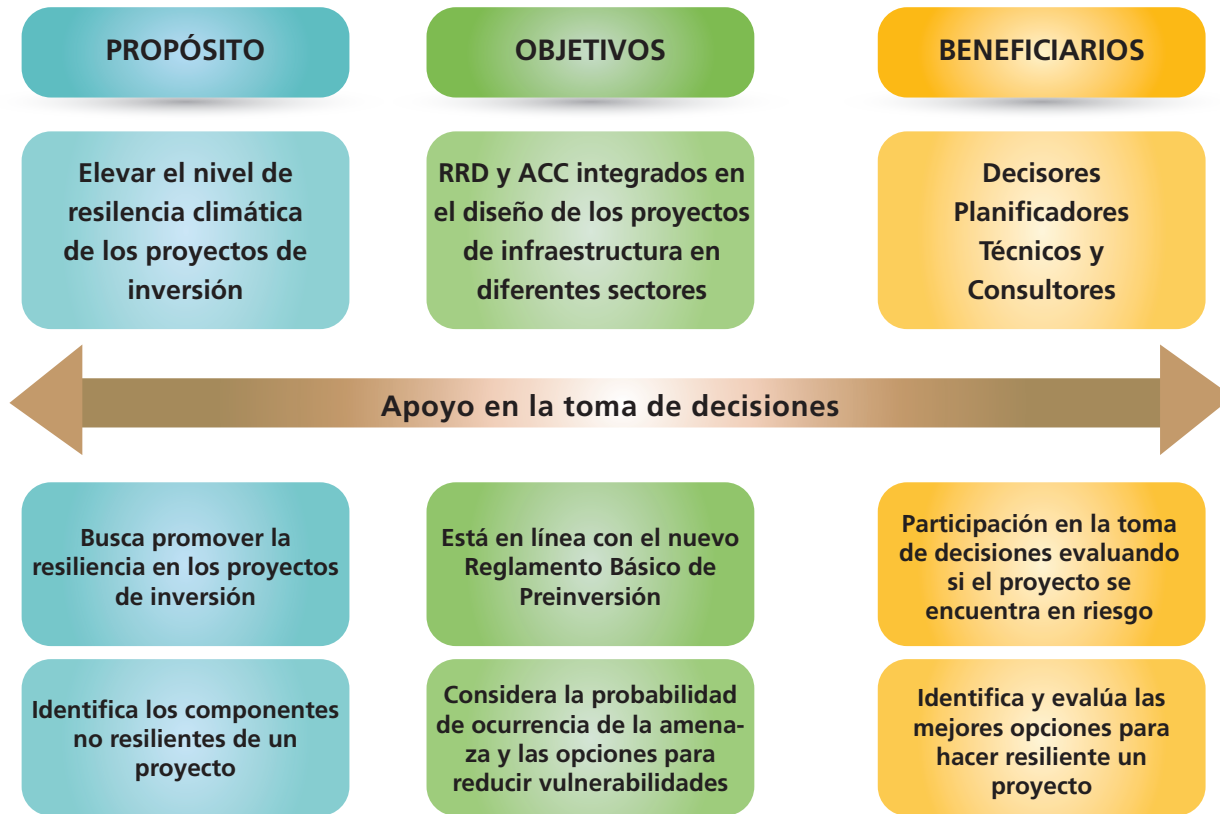 PROPÓSITO
OBJETIVOS
BENEFICIARIOS
Elevar el nivel de
resilencia climática
de los proyectos de
inversión
RRD y ACC integrados en
el diseño de los proyectos
de infraestructura en
diferentes sectores
Decisores
Planificadores
Técnicos y
Consultores
Apoyo en la toma de decisiones
Busca promover la
resiliencia en los proyectos
de inversión
Está en línea con el nuevo
Reglamento Básico de
Preinversión
Participación en la toma
de decisiones evaluando
si el proyecto se
encuentra en riesgo
Identifica los componentes
no resilientes de un
proyecto
Considera la probabilidad
de ocurrencia de la amena-
za y las opciones para
reducir vulnerabilidades
Identifica y evalúa las
mejores opciones para
hacer resiliente un
proyecto